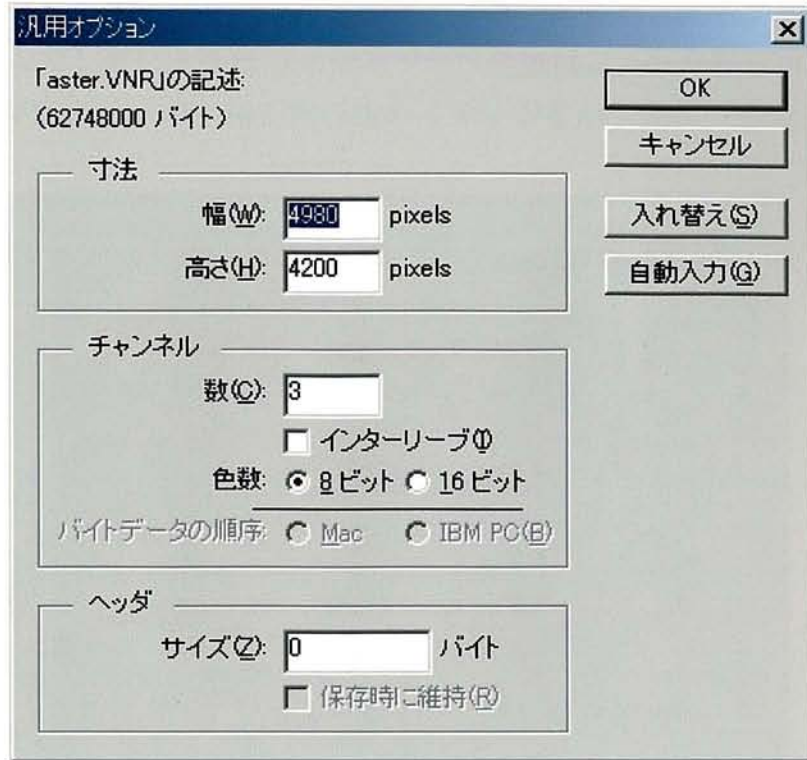 汎用オプション
「aster.VNR」の記述:
(62748000 バイト)
OK
キャンセル
入れ替え(S)
自動入力(G)
寸法
幅(W): 4980 pixels
高さ(H): 4200 pixels
チャンネル
数(C): 3
インターリーブ(I)
色数: 8 ビット 16 ビット
バイトデータの順序: Mac IBM PC(B)
ヘッダ
サイズ(Z): 0 バイト
保存時に維持(R)